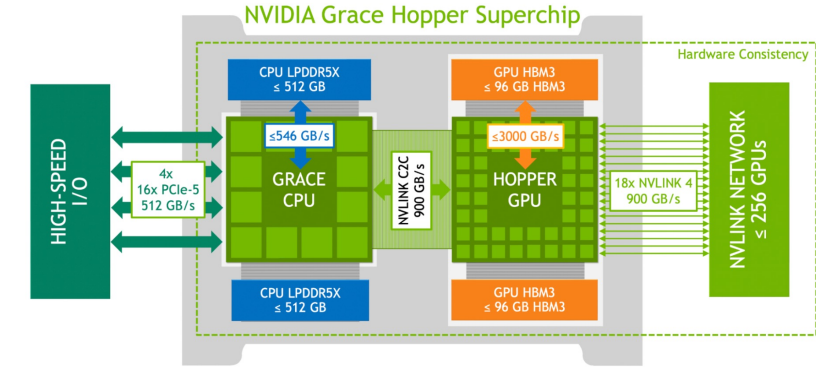 NVIDIA Grace Hopper Superchip
Hardware Consistency
CPU LPDDR5X
≤ 512 GB
GPU HBM3
≤ 96 GB HBM3
≤546 GB/s
≤3000 GB/s
HIGH-SPEED
I/O
4x
16x PCIe-5
512 GB/s
GRACE
CPU
NVLINK C2C
900 GB/s
HOPPER
GPU
18x NVLINK 4
900 GB/s
NVLINK NETWORK
≤ 256 GPUs
CPU LPDDR5X
≤ 512 GB
GPU HBM3
≤ 96 GB HBM3